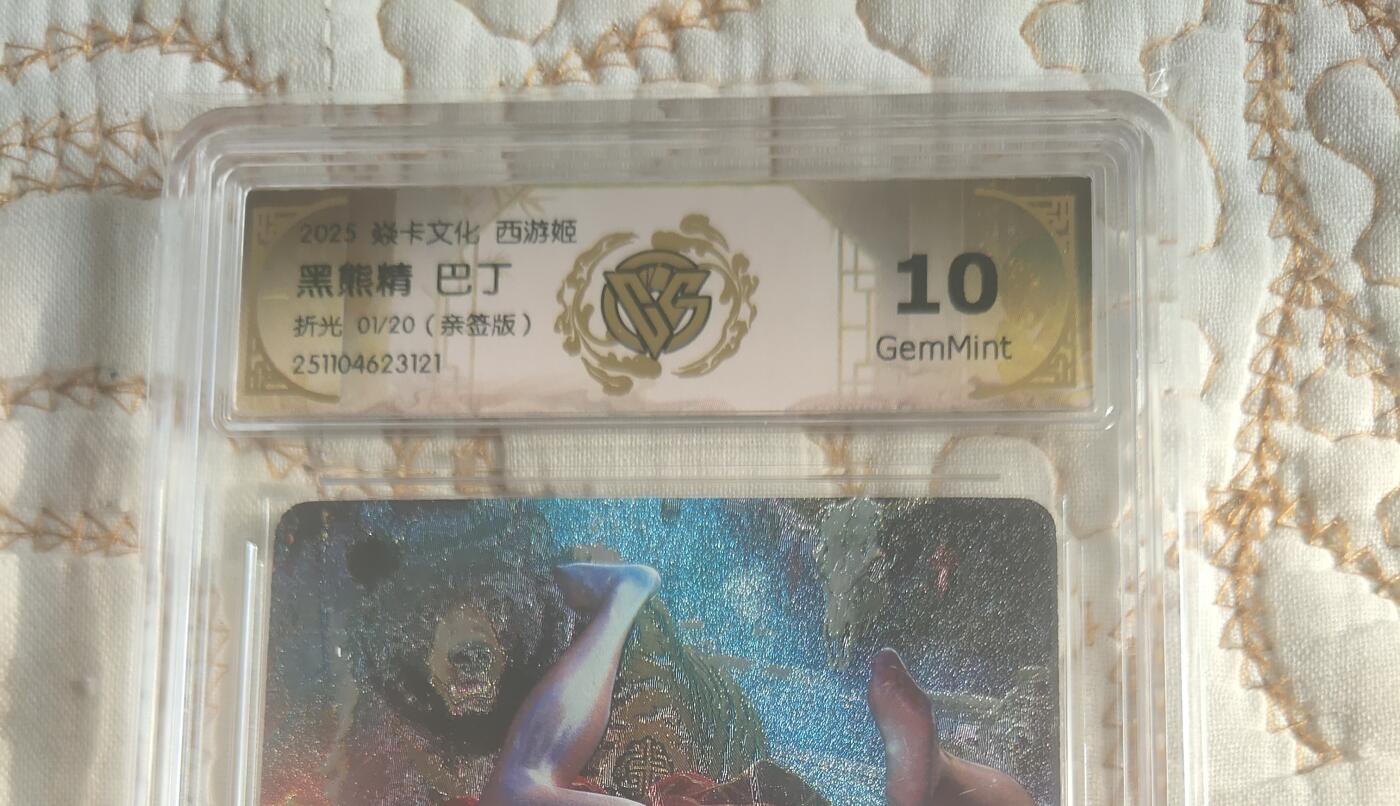 2025 焱卡文化 西游姬
黑熊精 巴丁
折光 01/20（亲签版）
251104623121
CCS
10
GemMint